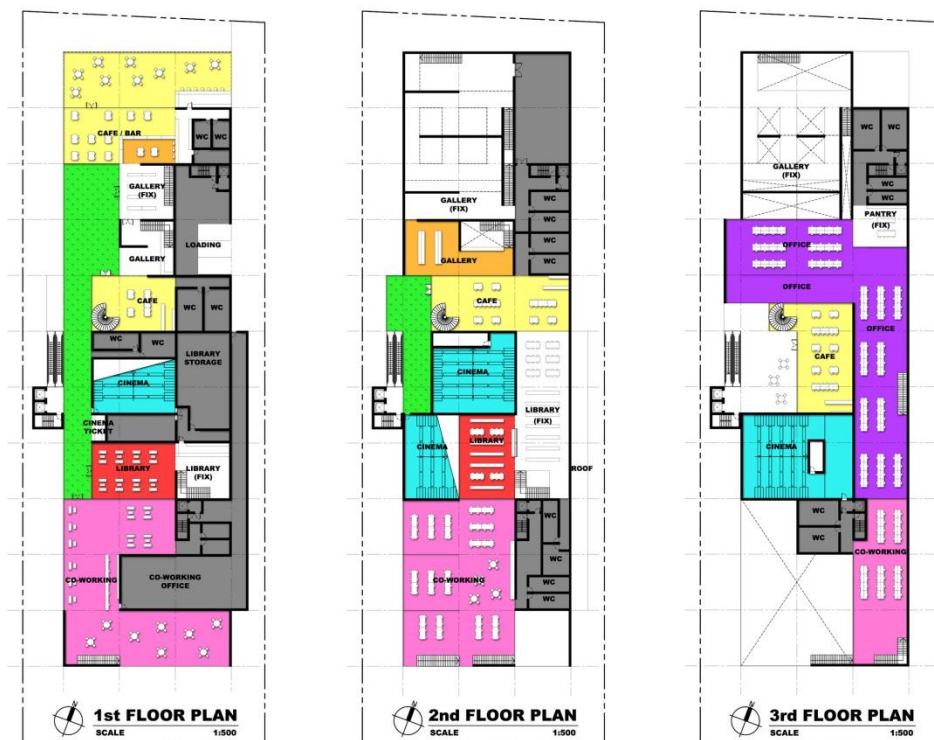 CAFE / BAR
WC
WC
GALLERY
(FIX)
GALLERY
LOADING
CAFE
WC
WC
WC
WC
LIBRARY
STORAGE
CINEMA
CINEMA
TICKET
LIBRARY
LIBRARY
(FIX)
CO-WORKING
CO-WORKING
OFFICE
N
1st FLOOR PLAN
SCALE 1:500
GALLERY
(FIX)
WC
WC
WC
WC
GALLERY
CAFE
CINEMA
LIBRARY
(FIX)
CINEMA
LIBRARY
ROOF
WC
WC
CO-WORKING
WC
WC
N
2nd FLOOR PLAN
SCALE 1:500
WC
WC
GALLERY
(FIX)
WC
WC
PANTRY
(FIX)
OFFICE
OFFICE
OFFICE
CAFE
CINEMA
WC
WC
CO-WORKING
N
3rd FLOOR PLAN
SCALE 1:500